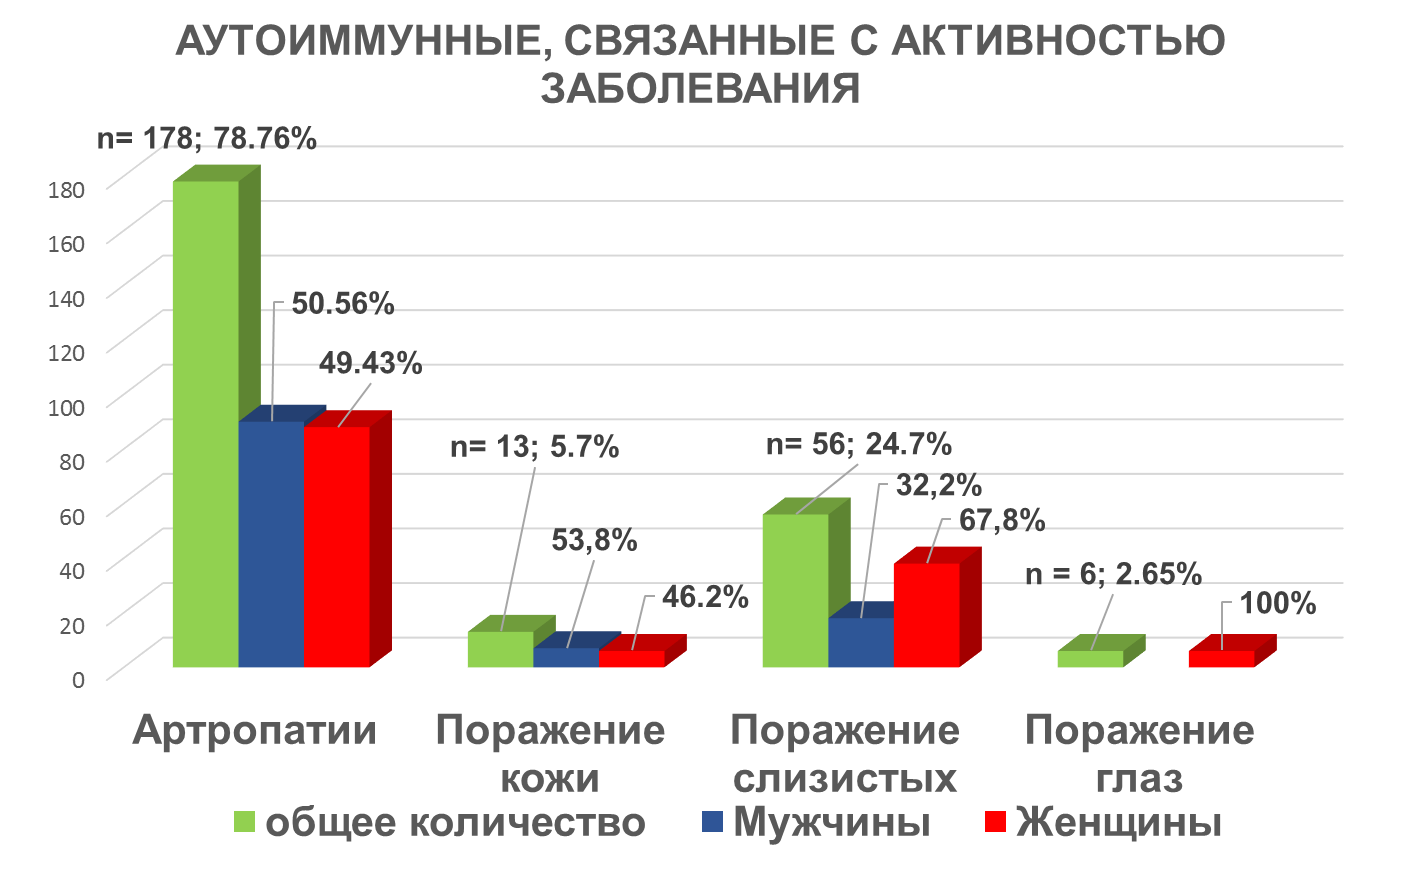 АУТОИММУННЫЕ, СВЯЗАННЫЕ С АКТИВНОСТЬЮ
ЗАБОЛЕВАНИЯ
n= 178; 78.76%
180
160
140
120
100
80
60
40
20
0
50.56%
49.43%
n= 13; 5.7%
53,8%
46.2%
n= 56; 24.7%
32,2%
67,8%
n = 6; 2.65%
100%
Артропатии
Поражение
кожи
Поражение
слизистых
Поражение
глаз
общее количество
Мужчины
Женщины